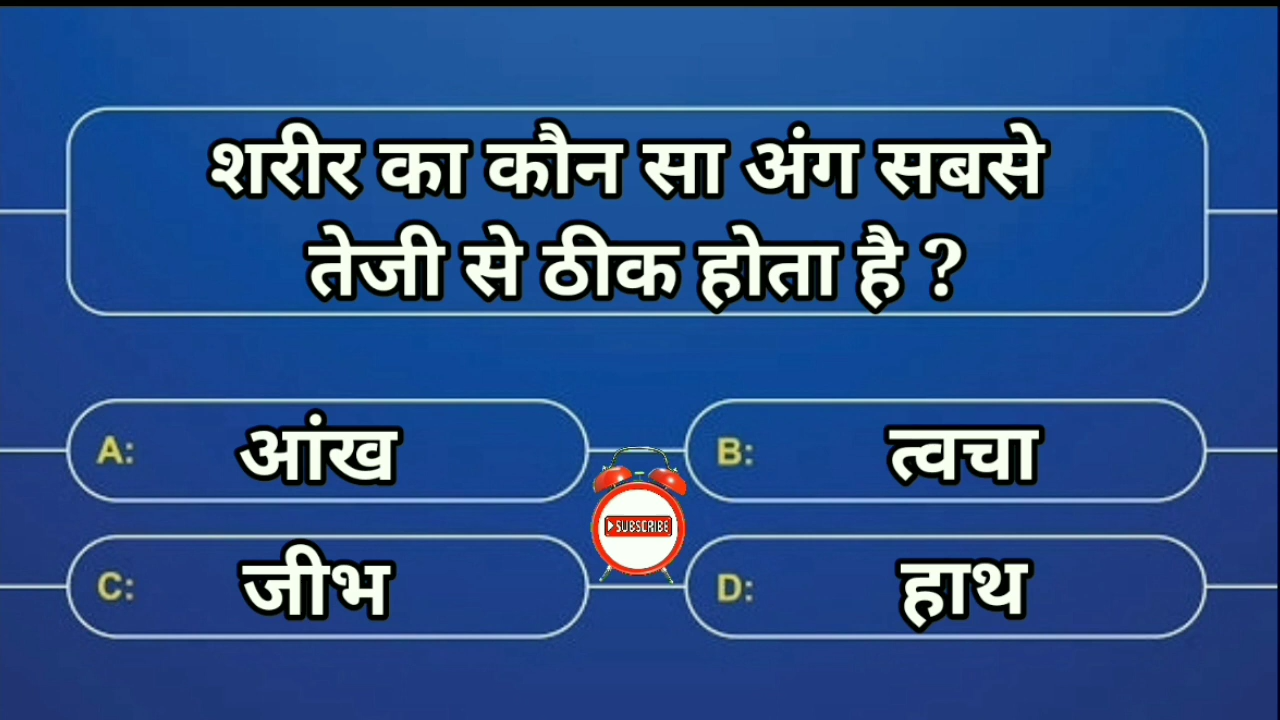 शरीर का कौन सा अंग सबसे
तेजी से ठीक होता है ?
A: आंख
B: त्वचा
SUBSCRIBE
C: जीभ
D: हाथ